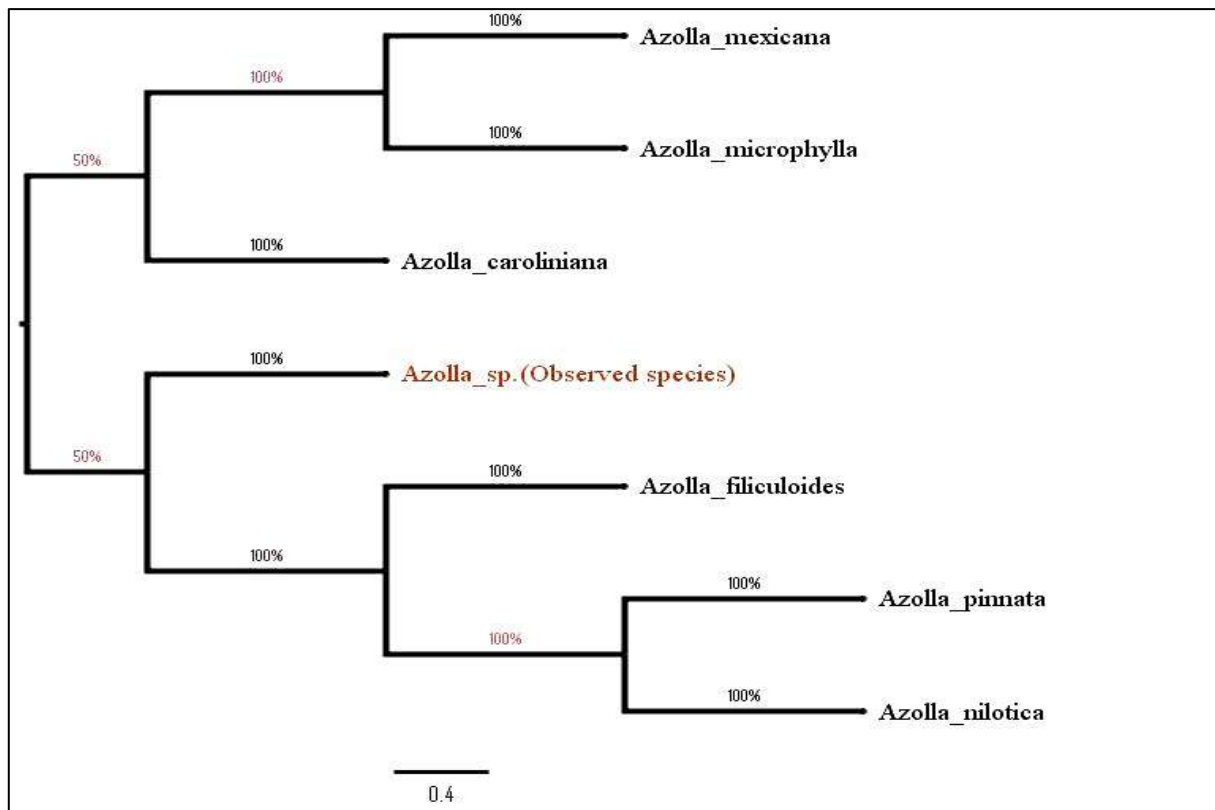 100%
Azolla_mexicana
100%
100%
Azolla_microphylla
50%
100%
Azolla_caroliniana
100%
Azolla_sp.(Observed species)
50%
100%
Azolla_filiculoides
100%
100%
Azolla_pinnata
100%
100%
Azolla_nilotica
0.4